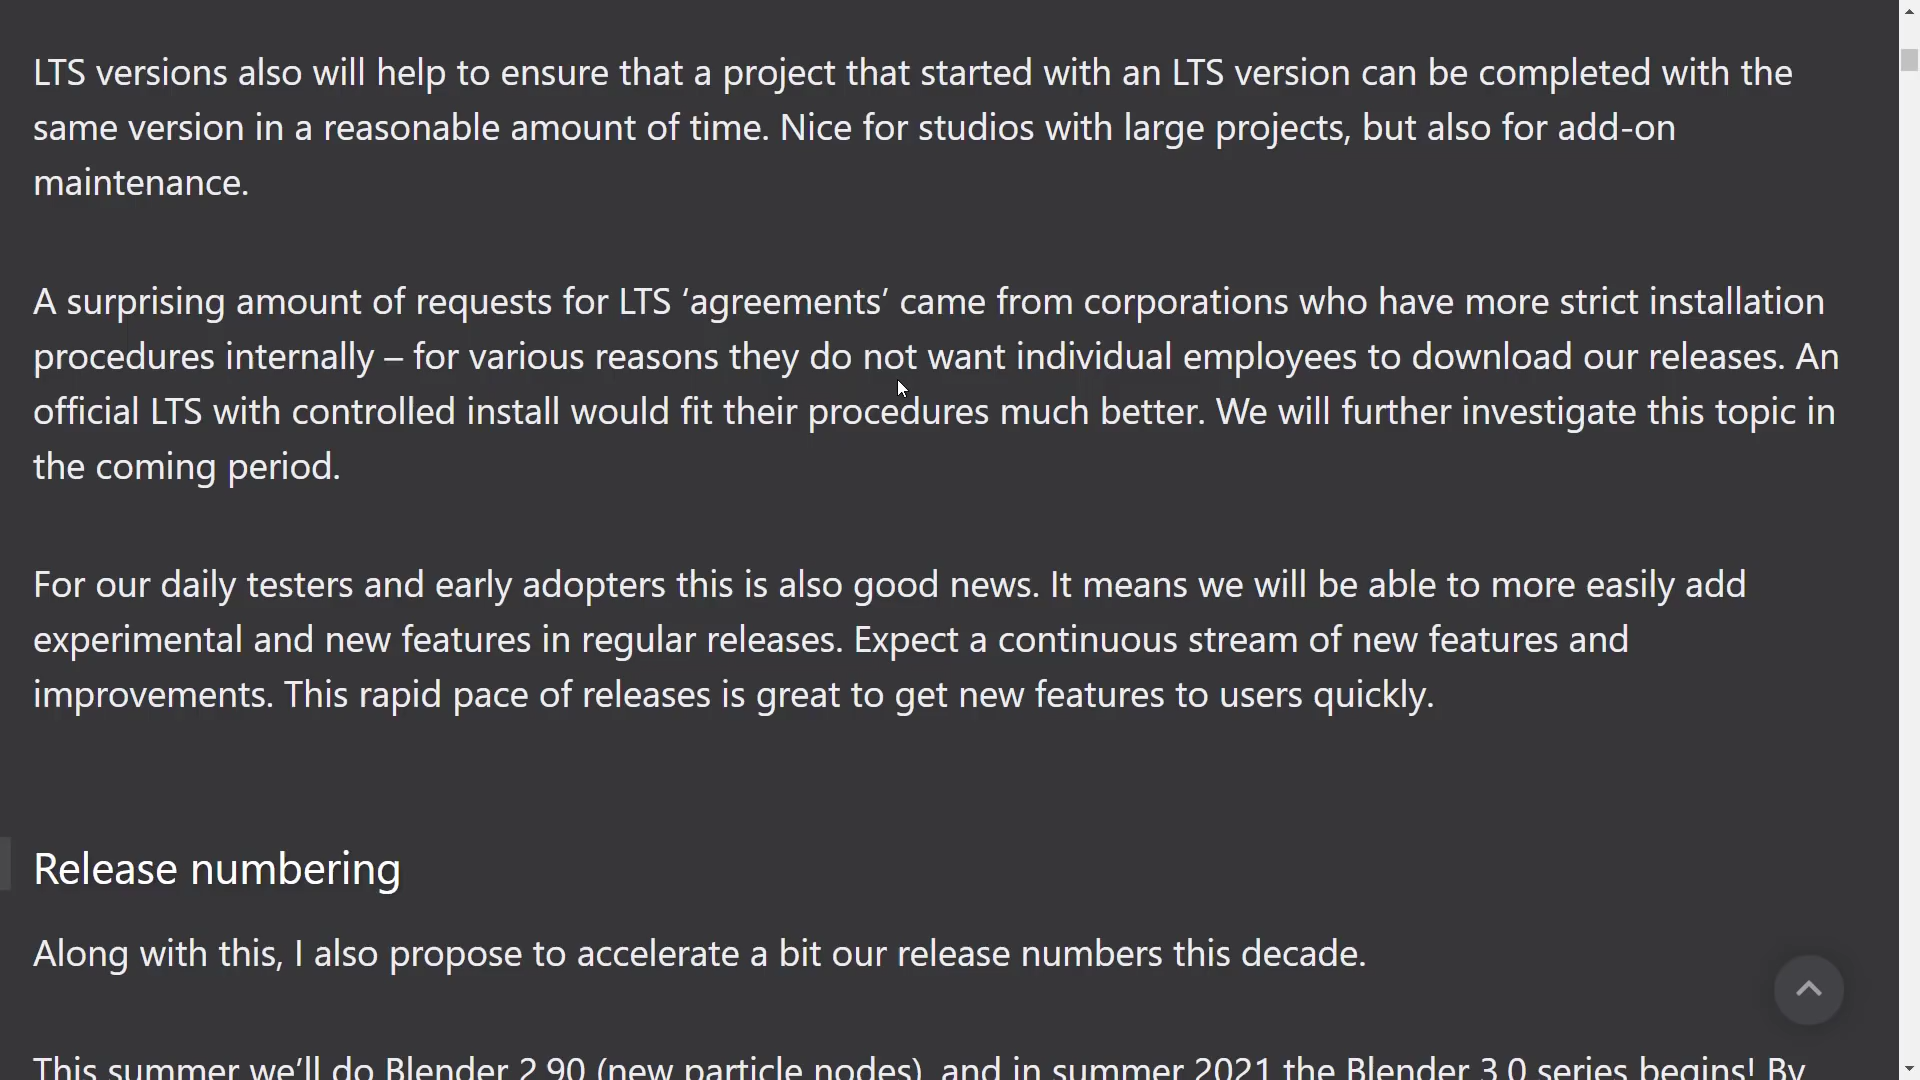 LTS versions also will help to ensure that a project that started with an LTS version can be completed with the
same version in a reasonable amount of time. Nice for studios with large projects, but also for add-on
maintenance.
A surprising amount of requests for LTS ‘agreements’ came from corporations who have more strict installation
procedures internally – for various reasons they do not want individual employees to download our releases. An
official LTS with controlled install would fit their procedures much better. We will further investigate this topic in
the coming period.
For our daily testers and early adopters this is also good news. It means we will be able to more easily add
experimental and new features in regular releases. Expect a continuous stream of new features and
improvements. This rapid pace of releases is great to get new features to users quickly.
Release numbering
Along with this, I also propose to accelerate a bit our release numbers this decade.
This summer we’ll do Blender 2.90 (new particle nodes), and in summer 2021 the Blender 3.0 series begins! By